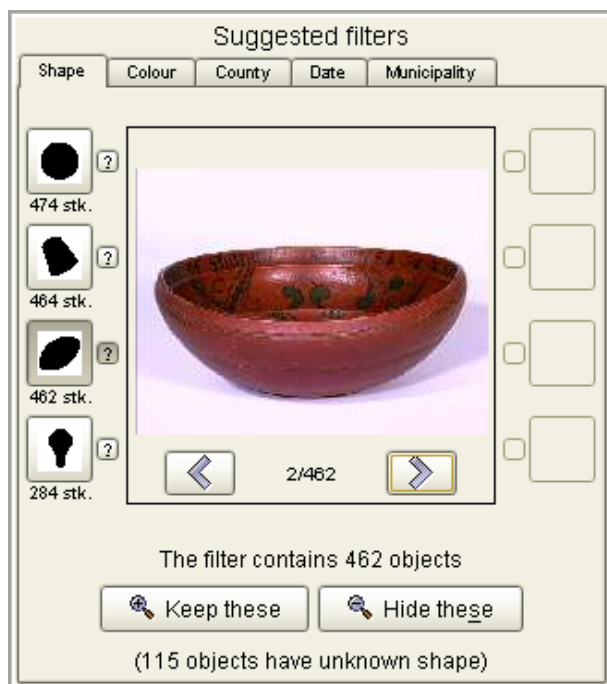 Suggested filters
Shape Colour County Date Municipality
?
474 stk.
?
464 stk.
?
462 stk.
?
284 stk.
2/462
The filter contains 462 objects
Keep these Hide these
(115 objects have unknown shape)